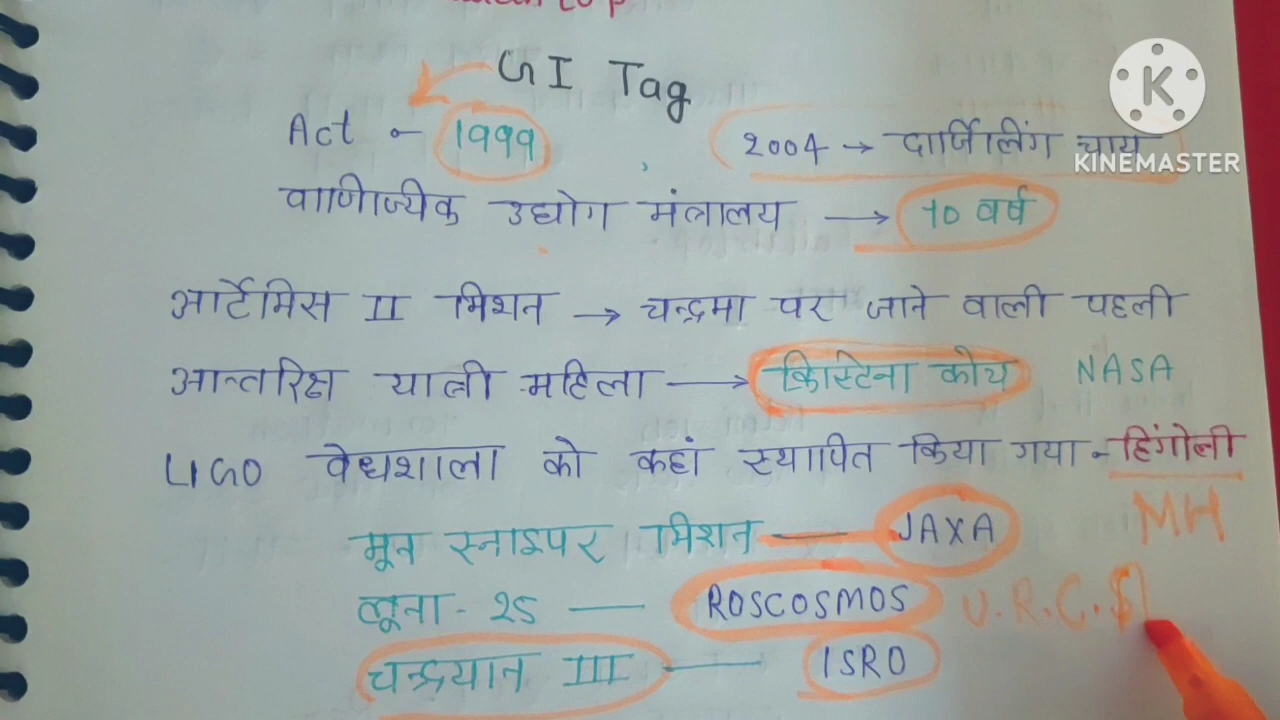 GI Tag
Act - 1999
2004 → दार्जिलिंग चाय
KINEMASTER
वाणिज्यिक उद्योग मंत्रालय → 10 वर्ष
आर्टेमिस II मिशन → चन्द्रमा पर जाने वाली पहली
आन्तरिक्ष यात्री महिला → क्रिस्टिना कोच NASA
LIGO वेधशाला को कहां स्थापित किया गया - हिंगोली
MH
मून स्नाइपर मिशन — JAXA
लूना - 25 — ROSCOSMOS U.R.C.S
चन्द्रयान III — ISRO